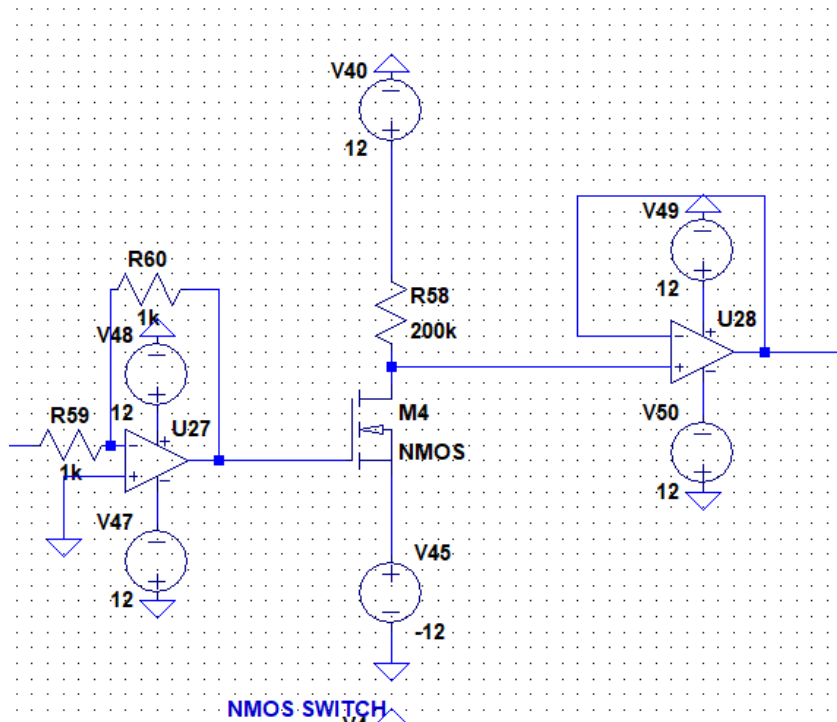 V40
12
V49
R60
12
R58
U28
1k
200k
V48
12
R59
U27
M4
V50
1k
NMOS
12
V47
V45
12
-12
NMOS SWITCH